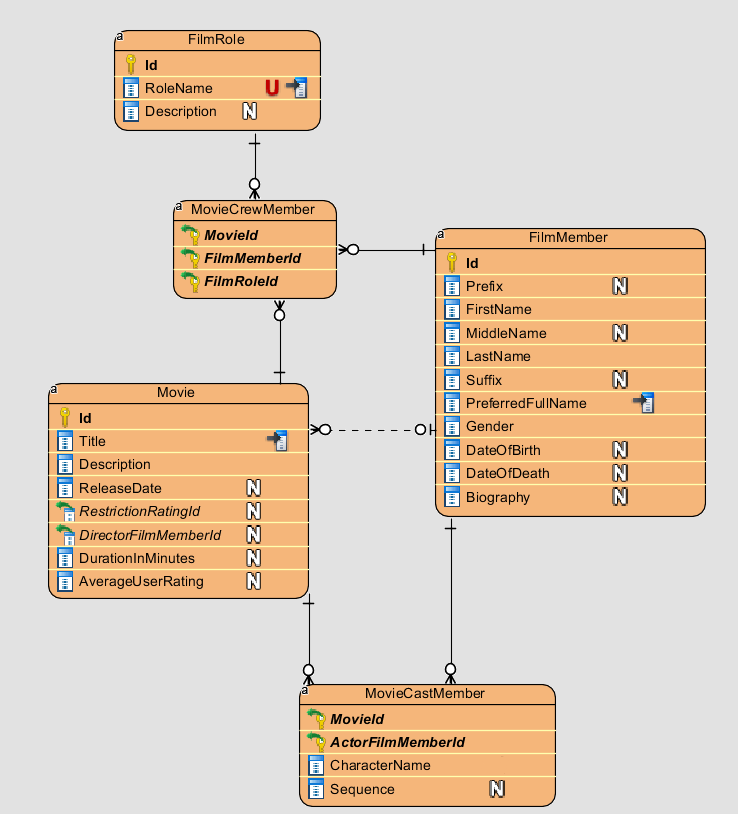 a
FilmRole
Id
RoleName U
Description N
a
MovieCrewMember
MovieId
FilmMemberId
FilmRoleId
a
FilmMember
Id
Prefix N
FirstName
MiddleName N
LastName
Suffix N
PreferredFullName
Gender
DateOfBirth N
DateOfDeath N
Biography N
a
Movie
Id
Title
Description
ReleaseDate N
RestrictionRatingId N
DirectorFilmMemberId N
DurationInMinutes N
AverageUserRating N
a
MovieCastMember
MovieId
ActorFilmMemberId
CharacterName
Sequence N